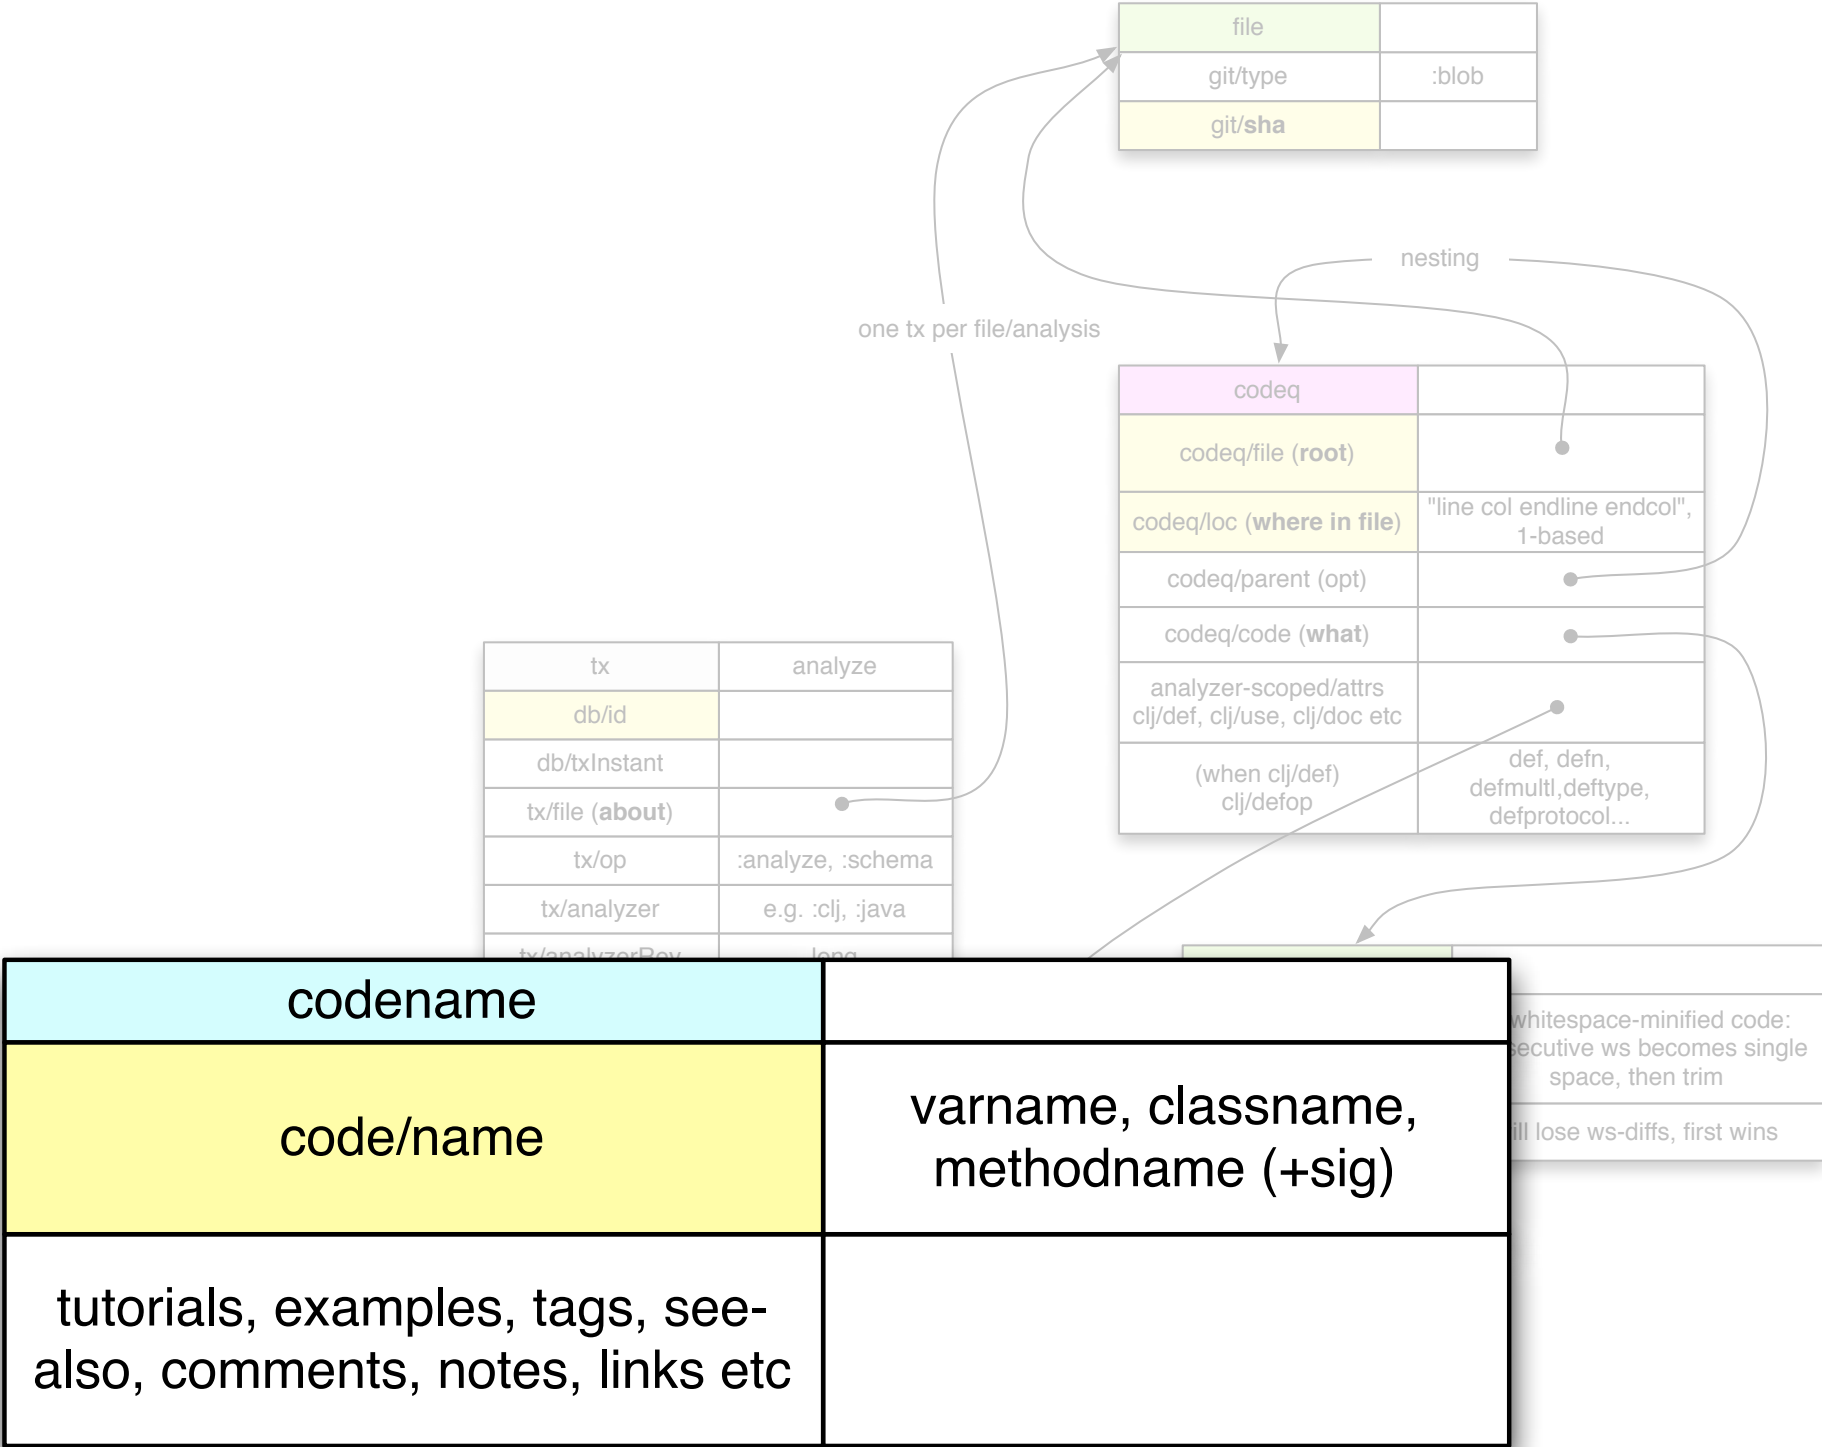 file
git/type :blob
git/sha
nesting
one tx per file/analysis
codeq
codeq/file (root)
codeq/loc (where in file) "line col endline endcol",
1-based
codeq/parent (opt)
codeq/code (what)
analyzer-scoped/attrs
clj/def, clj/use, clj/doc etc
(when clj/def)
clj/defop
def, defn,
defmultI,deftype,
defprotocol...
tx analyze
db/id
db/txInstant
tx/file (about)
tx/op :analyze, :schema
tx/analyzer e.g. :clj, :java
tx/analyzerRev long
whitespace-minified code:
secutive ws becomes single
space, then trim
ill lose ws-diffs, first wins
codename
code/name
varname, classname,
methodname (+sig)
tutorials, examples, tags, see-
also, comments, notes, links etc